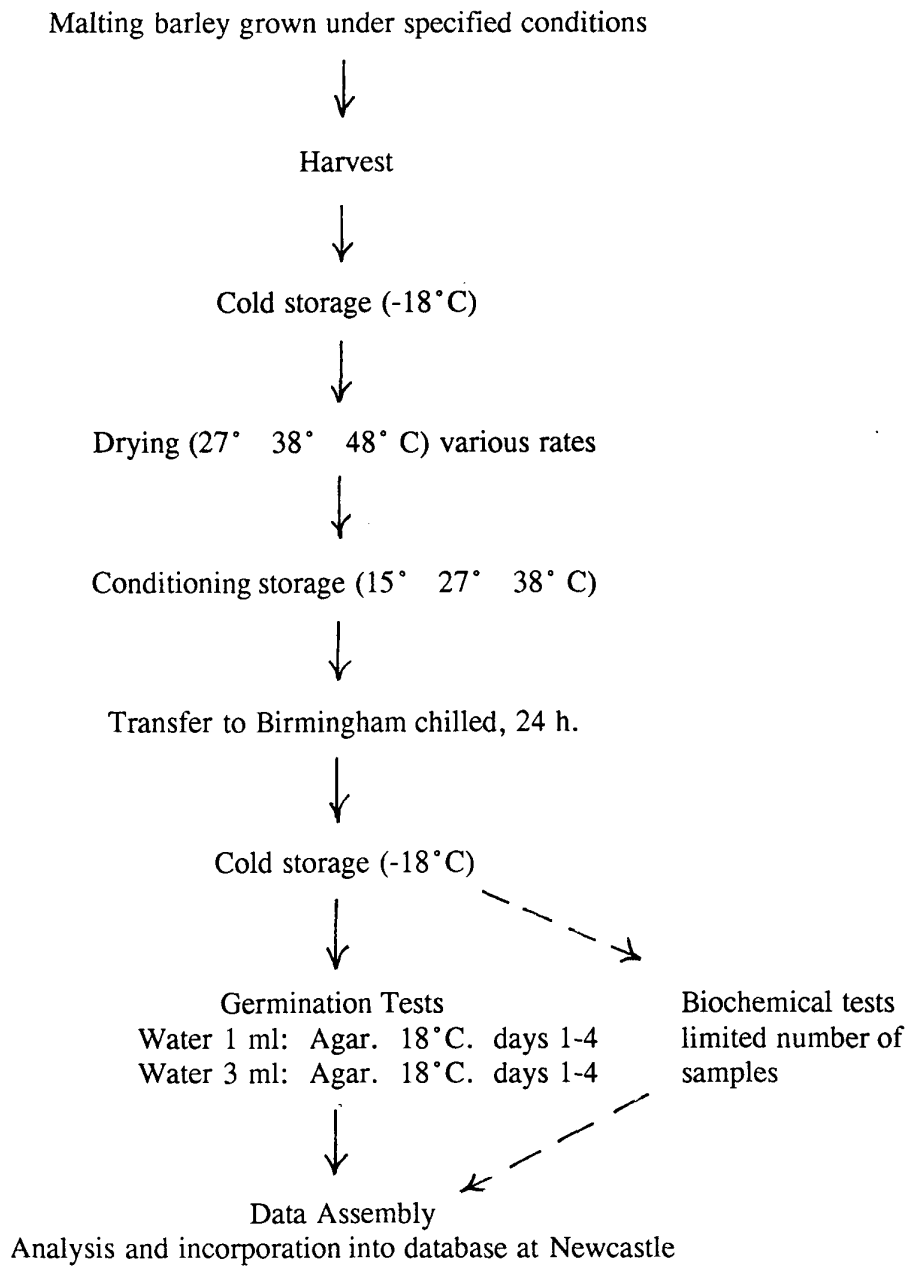 Malting barley grown under specified conditions
Harvest
Cold storage (-18°C)
Drying (27° 38° 48° C) various rates
Conditioning storage (15° 27° 38° C)
Transfer to Birmingham chilled, 24 h.
Cold storage (-18°C)
Germination Tests
Water 1 ml: Agar. 18°C. days 1-4
Water 3 ml: Agar. 18°C. days 1-4
Biochemical tests
limited number of
samples
Data Assembly
Analysis and incorporation into database at Newcastle